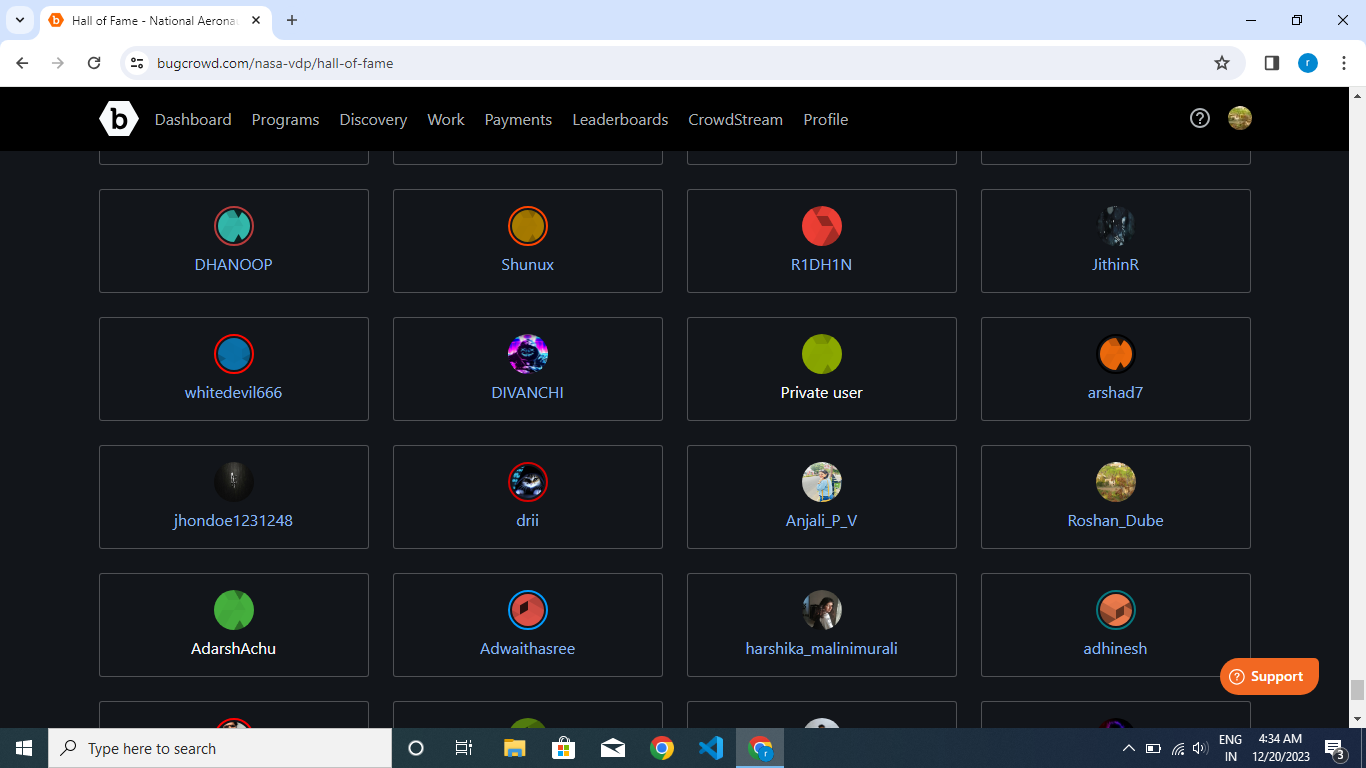 Hall of Fame - National Aerona
bugcrowd.com/nasa-vdp/hall-of-fame
r
b
Dashboard Programs Discovery Work Payments Leaderboards CrowdStream Profile
DHANOOP Shunux R1DH1N JithinR
whitedevil666 DIVANCHI Private user arshad7
jhondoe1231248 drii Anjali_P_V Roshan_Dube
AdarshAchu Adwaithasree harshika_malinimurali adhinesh
Support
Type here to search
r
ENG
IN
4:34 AM
12/20/2023
3